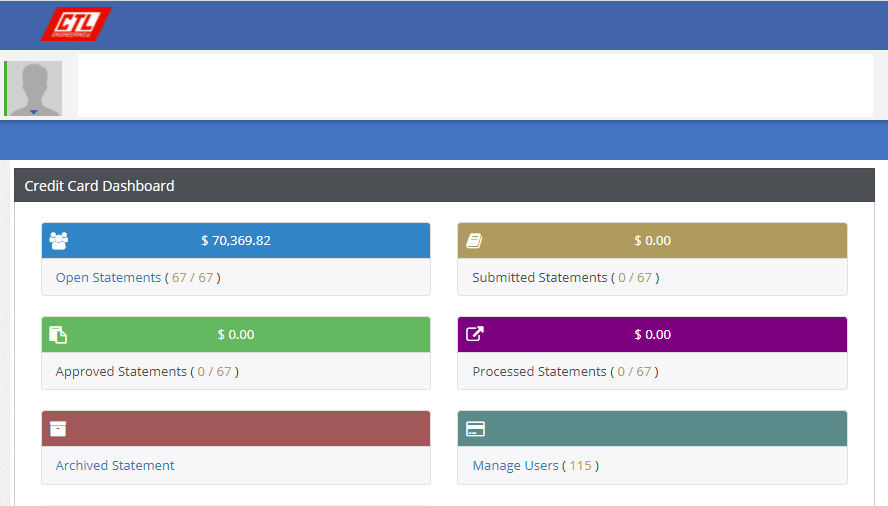 CTL
ENGINEERING
Credit Card Dashboard
$ 70,369.82
Open Statements ( 67 / 67 )
$ 0.00
Submitted Statements ( 0 / 67 )
$ 0.00
Approved Statements ( 0 / 67 )
$ 0.00
Processed Statements ( 0 / 67 )
Archived Statement
Manage Users ( 115 )